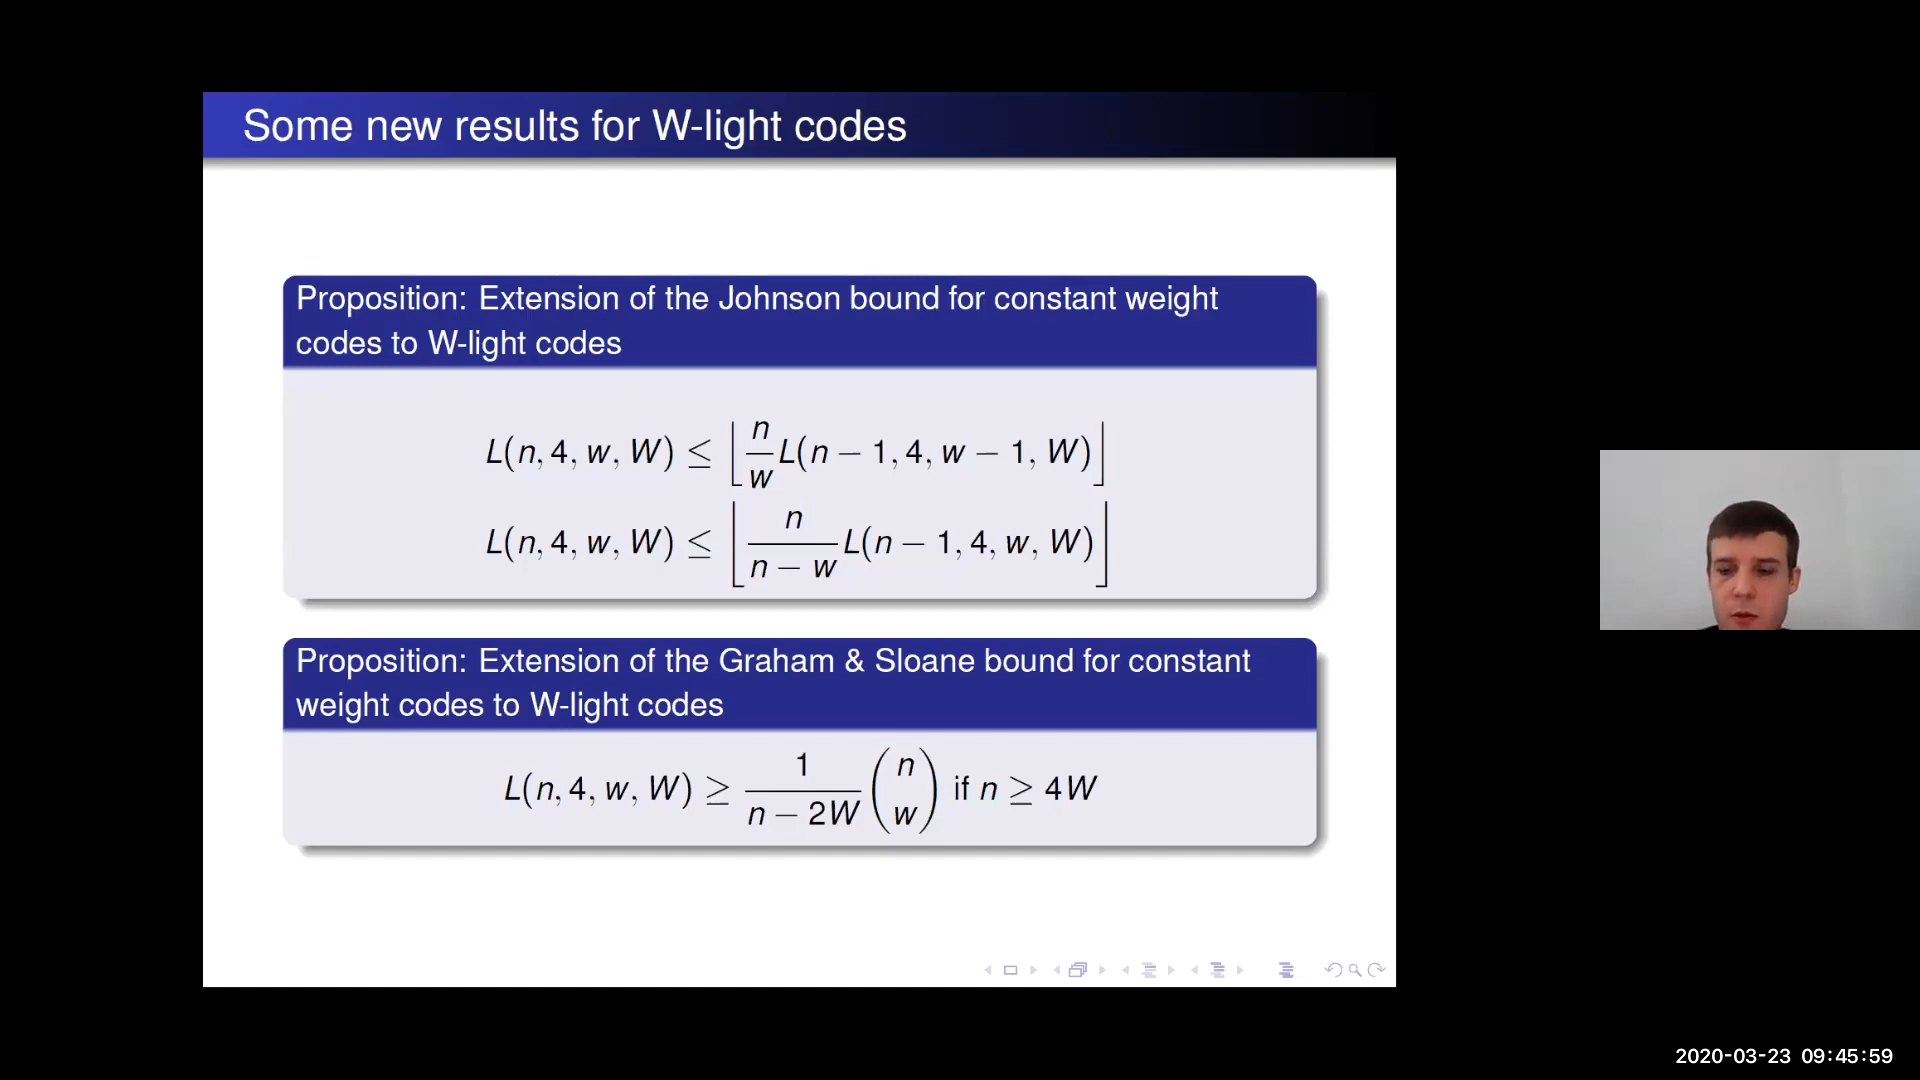 Some new results for W-light codes
Proposition: Extension of the Johnson bound for constant weight
codes to W-light codes
L(n, 4, w, W) ≤ ⌊n/w L(n − 1, 4, w − 1, W)⌋
L(n, 4, w, W) ≤ ⌊n/(n − w) L(n − 1, 4, w, W)⌋
Proposition: Extension of the Graham & Sloane bound for constant
weight codes to W-light codes
L(n, 4, w, W) ≥ 1/(n − 2W) (n w) if n ≥ 4W
2020-03-23 09:45:59